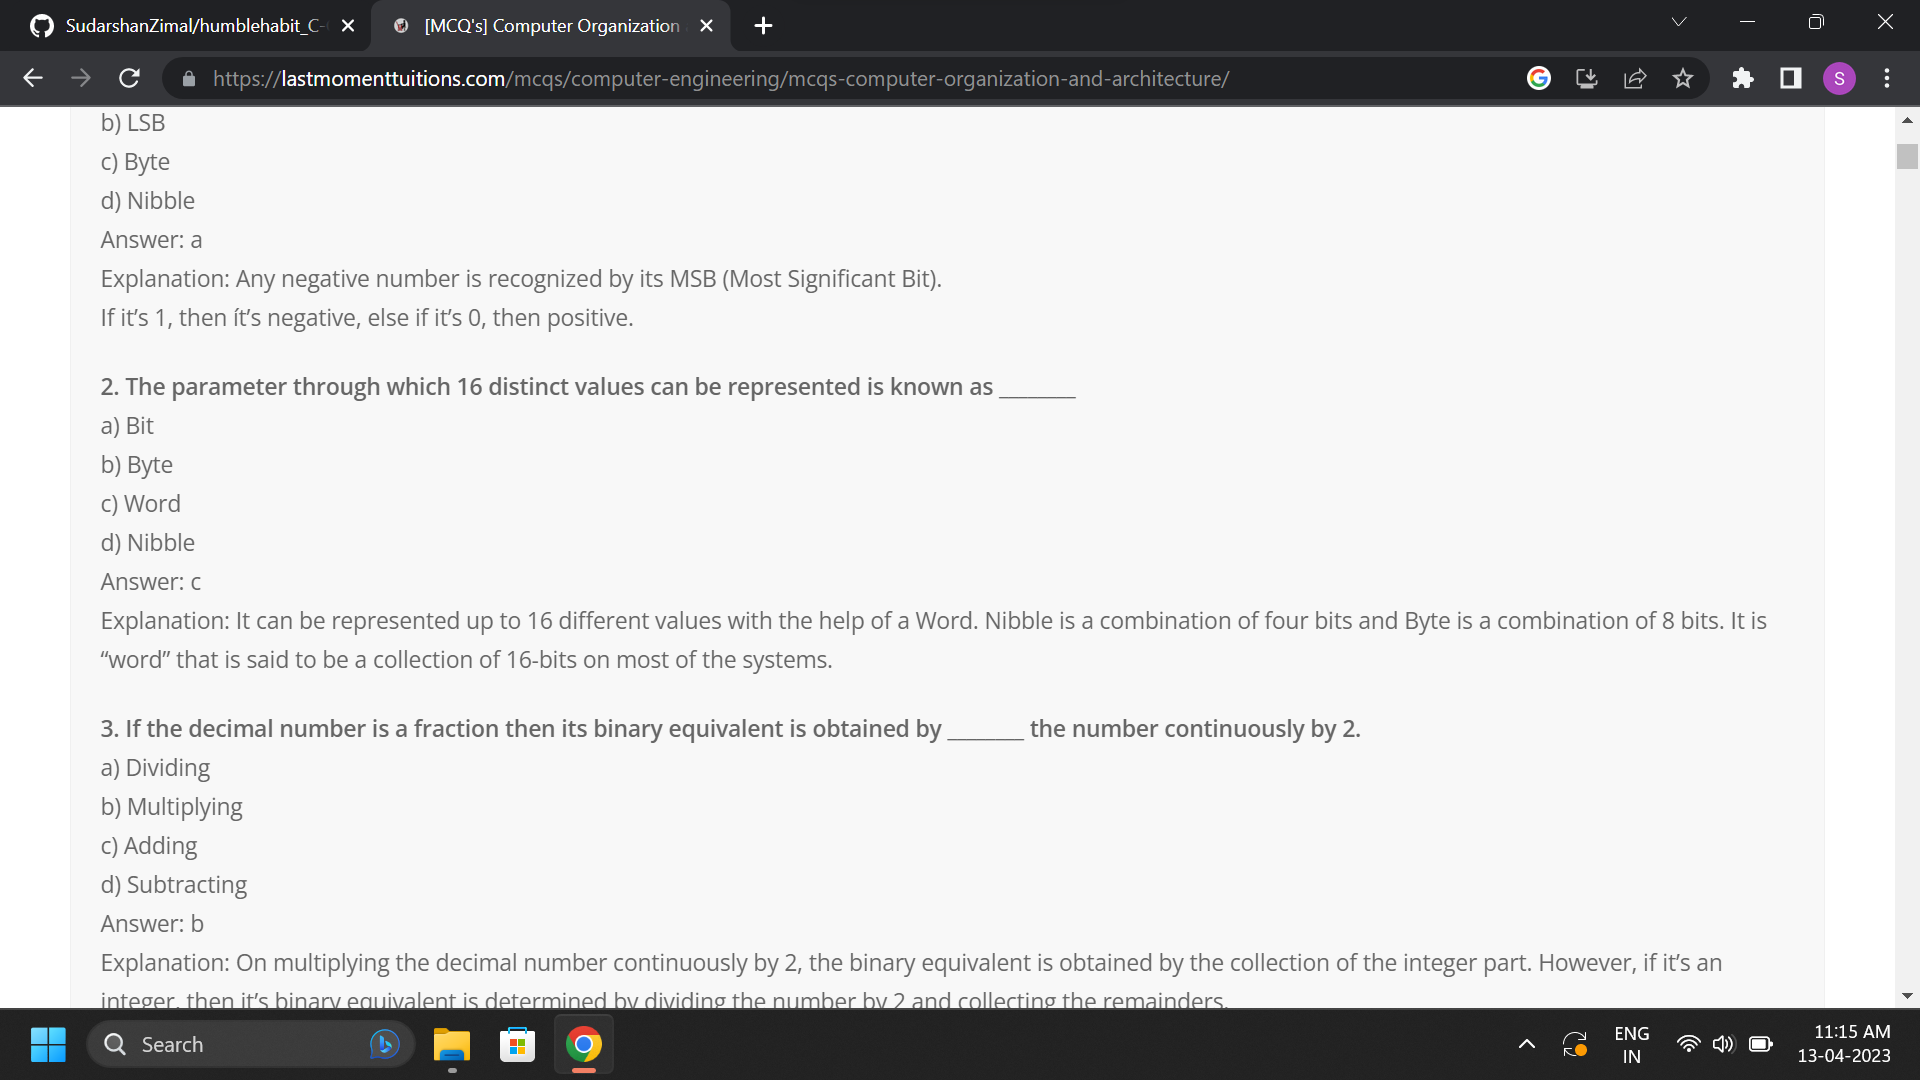 SudarshanZimal/humblehabit_C-
[MCQ's] Computer Organization
https://lastmomenttuitions.com/mcqs/computer-engineering/mcqs-computer-organization-and-architecture/
S
b) LSB
c) Byte
d) Nibble
Answer: a
Explanation: Any negative number is recognized by its MSB (Most Significant Bit).
If it’s 1, then ít’s negative, else if it’s 0, then positive.
2. The parameter through which 16 distinct values can be represented is known as ________
a) Bit
b) Byte
c) Word
d) Nibble
Answer: c
Explanation: It can be represented up to 16 different values with the help of a Word. Nibble is a combination of four bits and Byte is a combination of 8 bits. It is
“word” that is said to be a collection of 16-bits on most of the systems.
3. If the decimal number is a fraction then its binary equivalent is obtained by ________ the number continuously by 2.
a) Dividing
b) Multiplying
c) Adding
d) Subtracting
Answer: b
Explanation: On multiplying the decimal number continuously by 2, the binary equivalent is obtained by the collection of the integer part. However, if it’s an
integer, then it’s binary equivalent is determined by dividing the number by 2 and collecting the remainders.
Search
ENG
IN
11:15 AM
13-04-2023